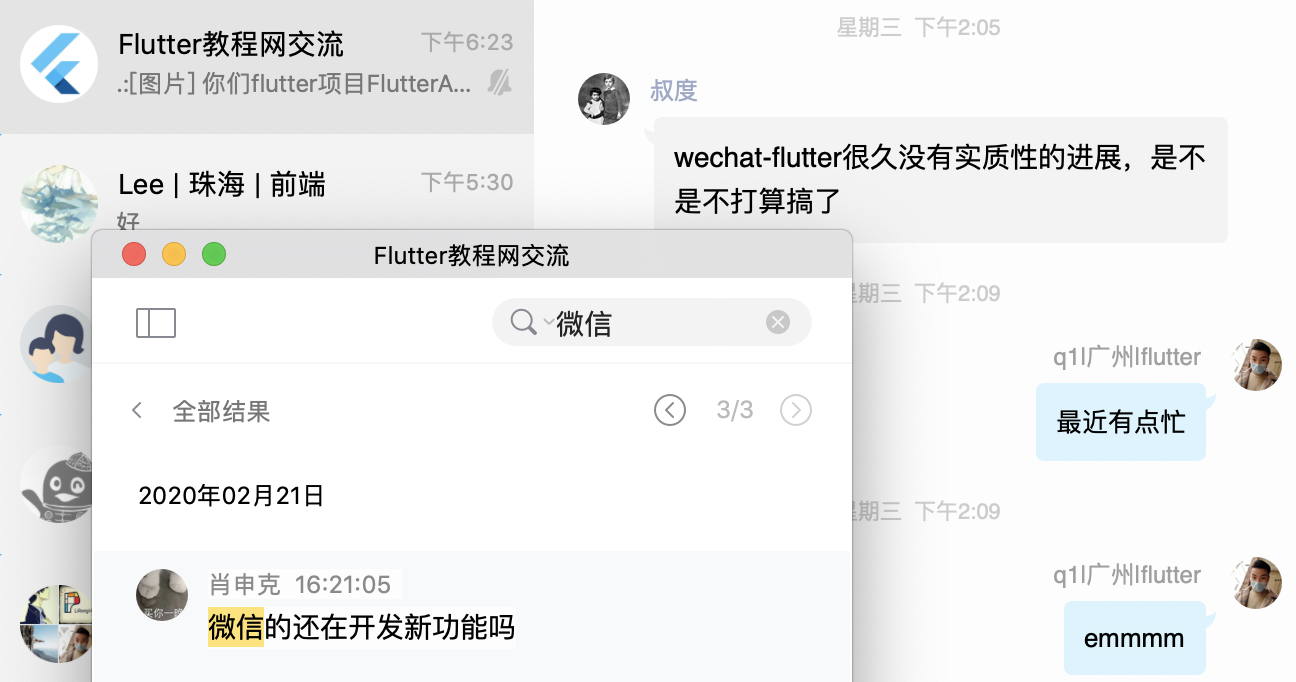 Flutter教程网交流
下午6:23
.:[图片] 你们flutter项目FlutterA...
Lee | 珠海 | 前端
下午5:30
好
星期三 下午2:05
叔度
wechat-flutter很久没有实质性的进展，是不
是不打算搞了
星期三 下午2:09
q1l广州lflutter
最近有点忙
星期三 下午2:09
q1l广州lflutter
emmmm
Flutter教程网交流
微信
全部结果
3/3
2020年02月21日
肖申克 16:21:05
微信的还在开发新功能吗
买你一晚